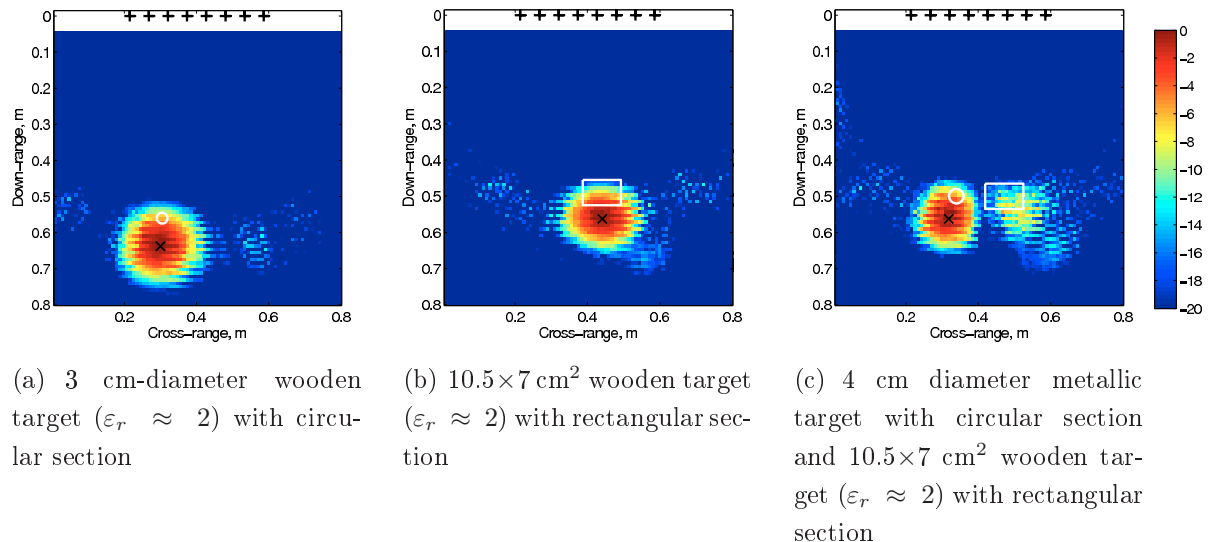 0
0.1
0.2
0.3
0.4
0.5
0.6
0.7
0.8
Down-range, m
0.2 0.4 0.6 0.8
Cross-range, m
0
0.1
0.2
0.3
0.4
0.5
0.6
0.7
0.8
Down-range, m
0.2 0.4 0.6 0.8
Cross-range, m
0
0.1
0.2
0.3
0.4
0.5
0.6
0.7
0.8
Down-range, m
0.2 0.4 0.6 0.8
Cross-range, m
0
-2
-4
-6
-8
-10
-12
-14
-16
-18
-20
(a) 3 cm-diameter wooden
target (εr ≈ 2) with circu-
lar section
(b) 10.5×7 cm² wooden target
(εr ≈ 2) with rectangular sec-
tion
(c) 4 cm diameter metallic
target with circular section
and 10.5×7 cm² wooden tar-
get (εr ≈ 2) with rectangular
section